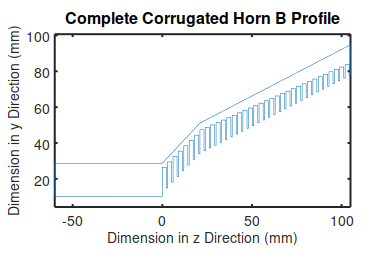 Complete Corrugated Horn B Profile
Dimension in y Direction (mm)
100
80
60
40
20
-50 0 50 100
Dimension in z Direction (mm)